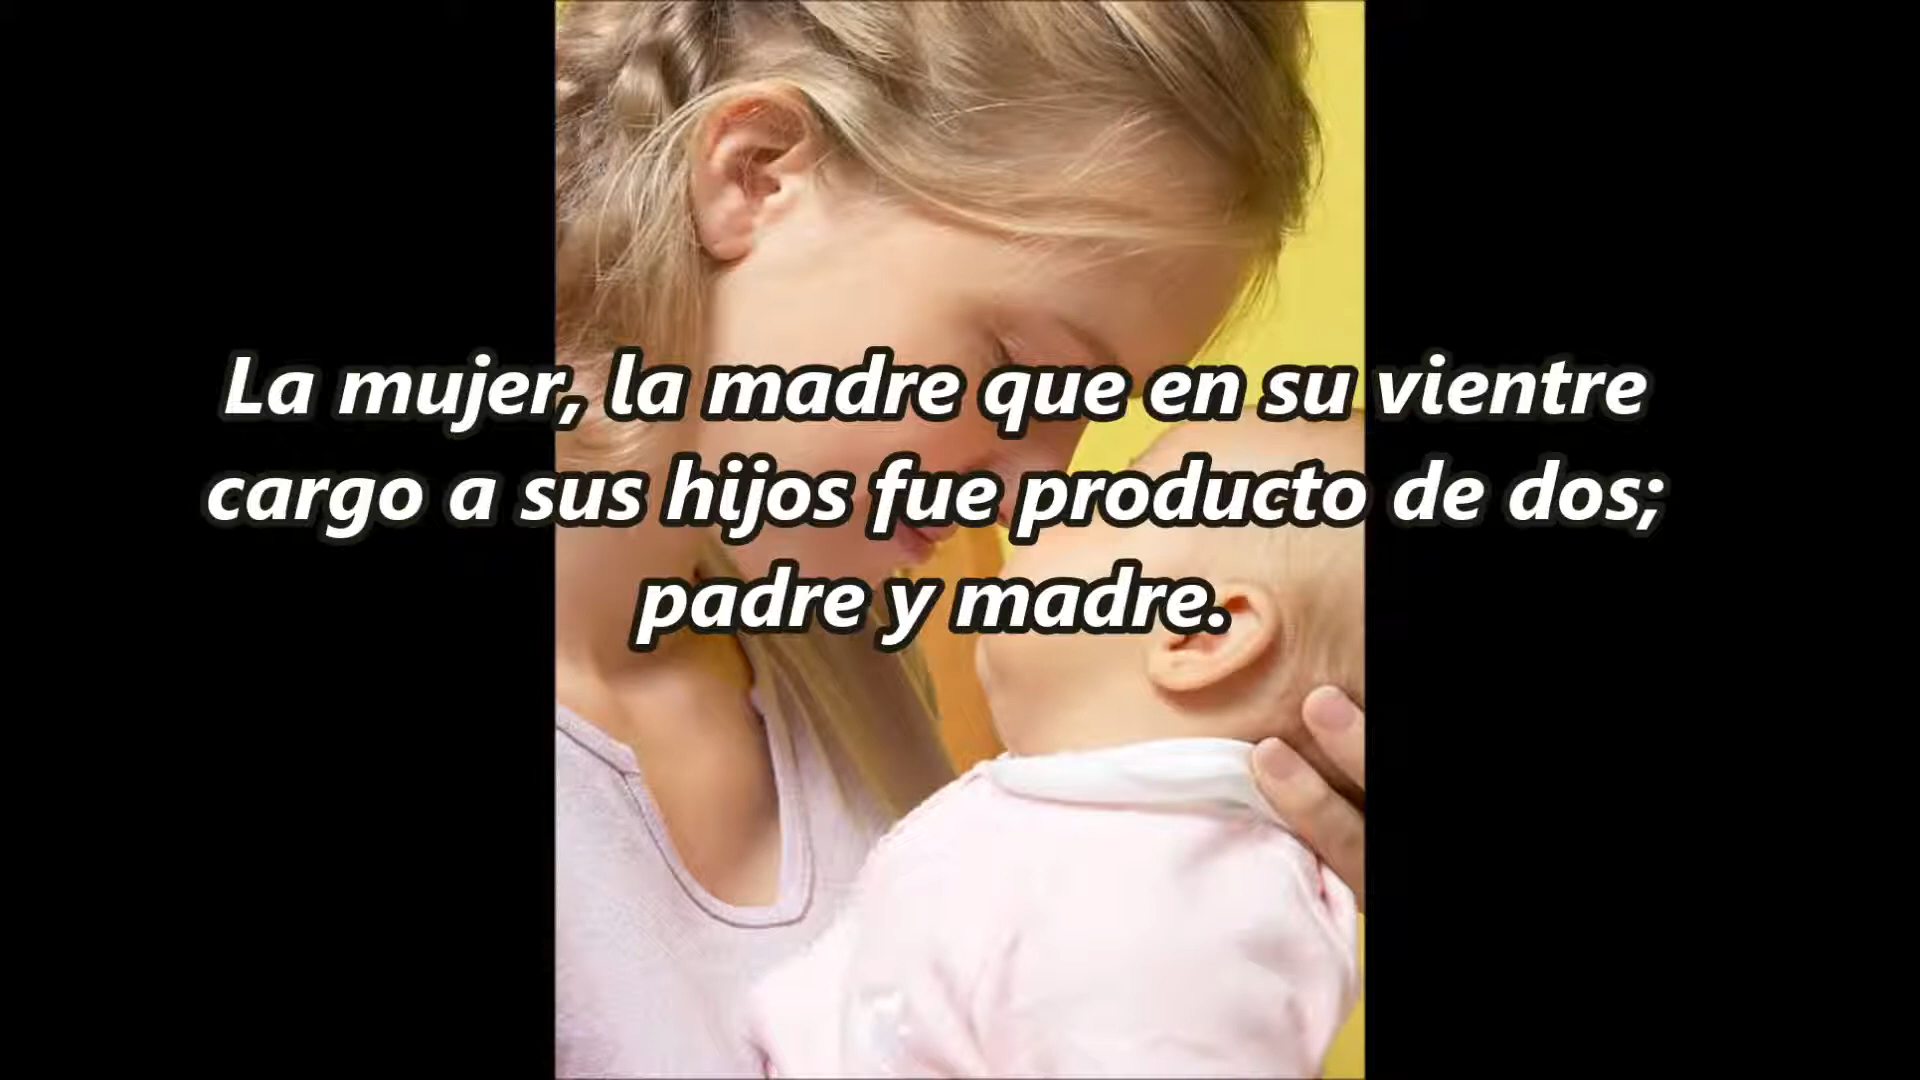 La mujer, la madre que en su vientre
cargo a sus hijos fue producto de dos;
padre y madre.